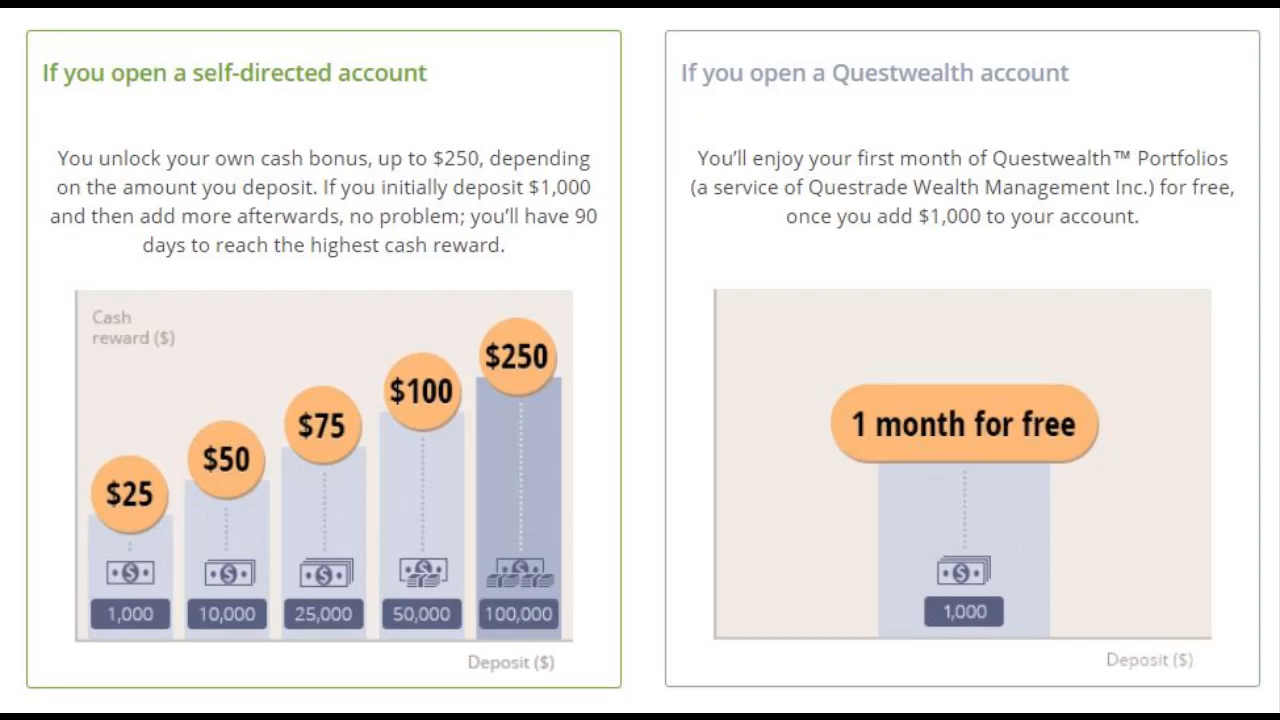 If you open a self-directed account
You unlock your own cash bonus, up to $250, depending
on the amount you deposit. If you initially deposit $1,000
and then add more afterwards, no problem; you’ll have 90
days to reach the highest cash reward.
Cash
reward ($)
$25
$50
$75
$100
$250
1,000
10,000
25,000
50,000
100,000
Deposit ($)
If you open a Questwealth account
You’ll enjoy your first month of Questwealth™ Portfolios
(a service of Questrade Wealth Management Inc.) for free,
once you add $1,000 to your account.
1 month for free
1,000
Deposit ($)